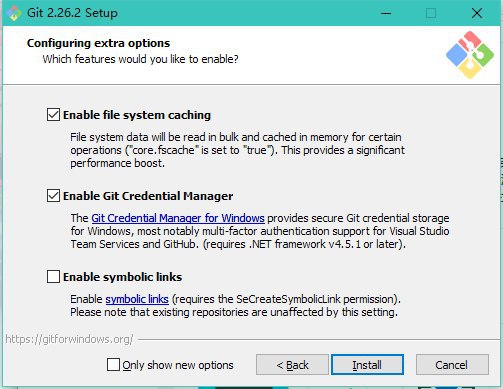 Git 2.26.2 Setup
Configuring extra options
Which features would you like to enable?
Enable file system caching
File system data will be read in bulk and cached in memory for certain
operations ("core.fscache" is set to "true"). This provides a significant
performance boost.
Enable Git Credential Manager
The Git Credential Manager for Windows provides secure Git credential storage
for Windows, most notably multi-factor authentication support for Visual Studio
Team Services and GitHub. (requires .NET framework v4.5.1 or later).
Enable symbolic links
Enable symbolic links (requires the SeCreateSymbolicLink permission).
Please note that existing repositories are unaffected by this setting.
https://gitforwindows.org/
Only show new options
< Back
Install
Cancel